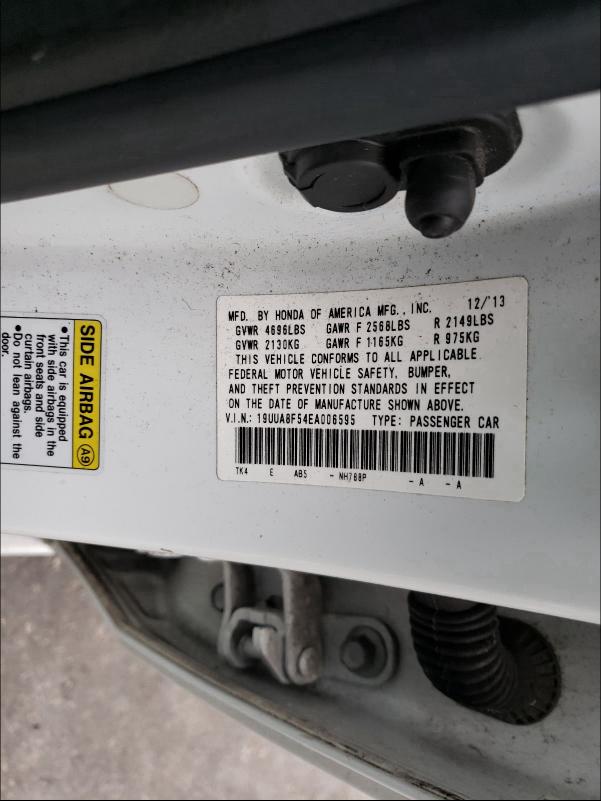 MFD. BY HONDA OF AMERICA MFG., INC. 12/13
GVWR 4696LBS GAWR F 2568LBS R 2149LBS
GVWR 2130KG GAWR F 1165KG R 975KG
THIS VEHICLE CONFORMS TO ALL APPLICABLE
FEDERAL MOTOR VEHICLE SAFETY, BUMPER,
AND THEFT PREVENTION STANDARDS IN EFFECT
ON THE DATE OF MANUFACTURE SHOWN ABOVE.
V.I.N.: 19UUA8F54EA006595 TYPE: PASSENGER CAR
TK4 E AB5 - NH788P - A - A
SIDE AIRBAG A9
•This car is equipped
with side airbags in the
front seats and side
curtain airbags.
•Do not lean against the
door.